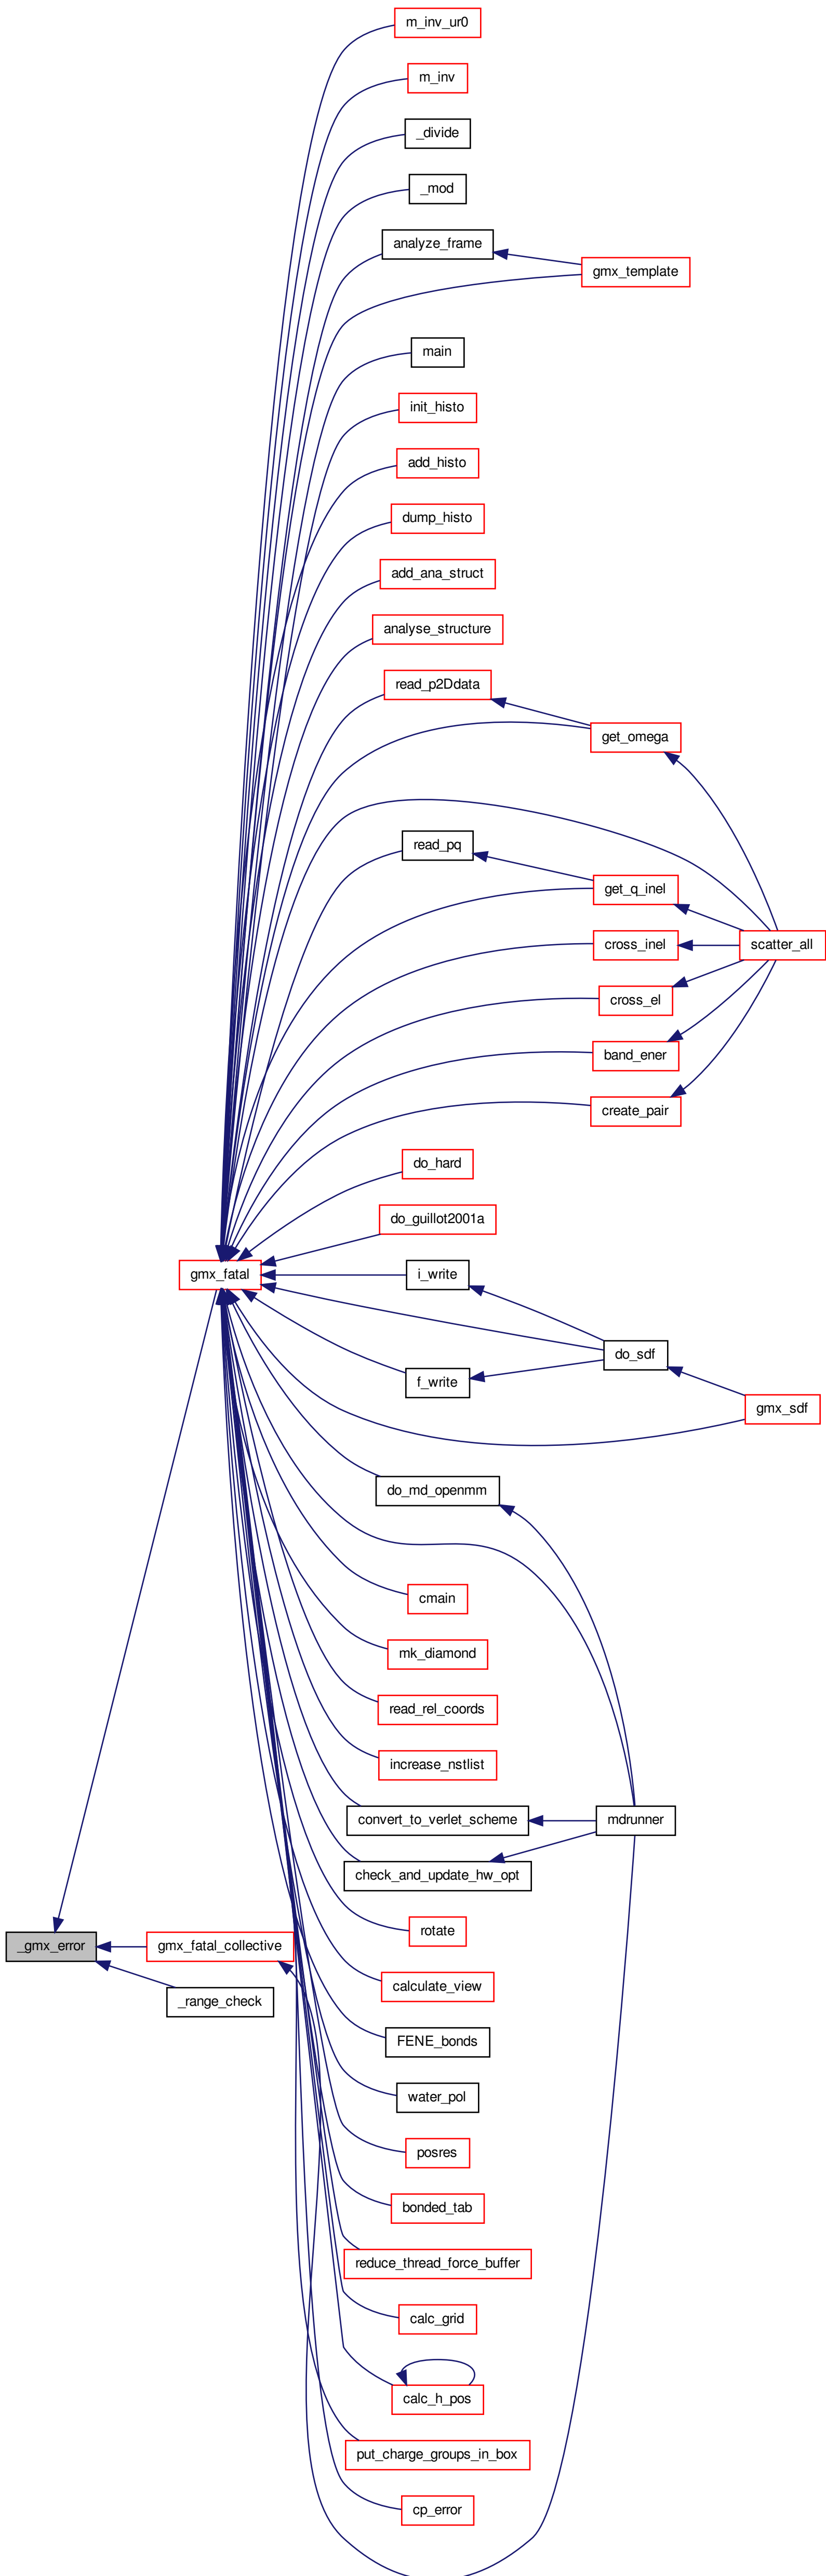 m_inv_ur0
m_inv
_divide
_mod
analyze_frame
gmx_template
main
init_histo
add_histo
dump_histo
add_ana_struct
analyse_structure
read_p2Ddata
get_omega
read_pq
get_q_inel
cross_inel
scatter_all
cross_el
band_ener
create_pair
do_hard
do_guillot2001a
gmx_fatal
i_write
do_sdf
f_write
gmx_sdf
do_md_openmm
cmain
mk_diamond
read_rel_coords
increase_nstlist
convert_to_verlet_scheme
mdrunner
check_and_update_hw_opt
rotate
_gmx_error
gmx_fatal_collective
calculate_view
_range_check
FENE_bonds
water_pol
posres
bonded_tab
reduce_thread_force_buffer
calc_grid
calc_h_pos
put_charge_groups_in_box
cp_error